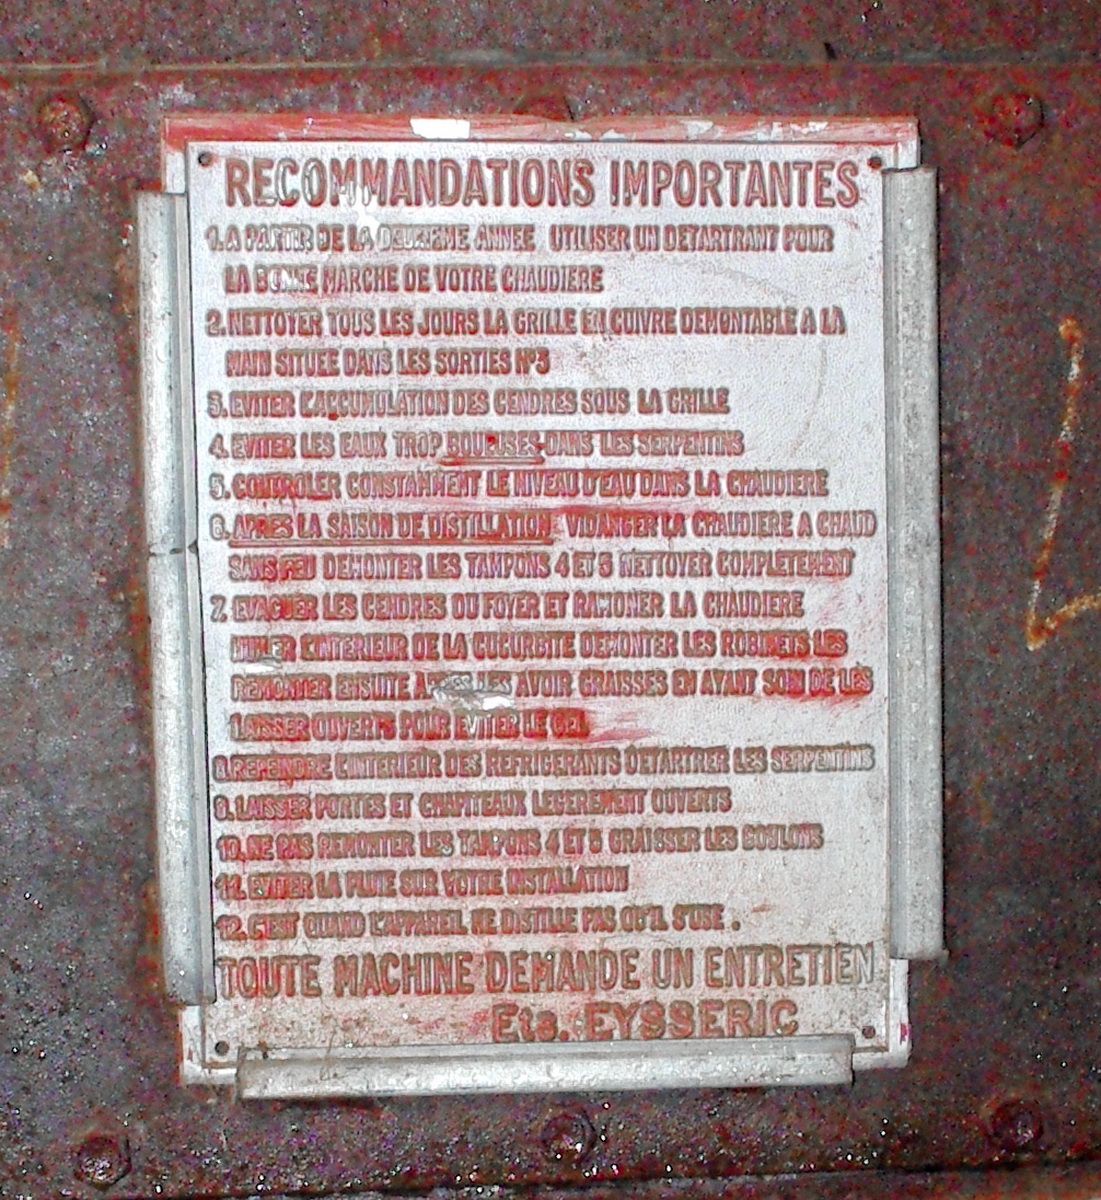 RECOMMANDATIONS IMPORTANTES
1. A PARTIR DE LA DEUXIEME ANNEE UTILISER UN DETARTRANT POUR
LA BONNE MARCHE DE VOTRE CHAUDIERE
2. NETTOYER TOUS LES JOURS LA GRILLE EN CUIVRE DEMONTABLE A LA
MAIN SITUEE DANS LES SORTIES N°3
3. EVITER L'ACCUMULATION DES CENDRES SOUS LA GRILLE
4. EVITER LES EAUX TROP BOUEUSES DANS LES SERPENTINS
5. CONTROLER CONSTAMMENT LE NIVEAU D'EAU DANS LA CHAUDIERE
6. APRES LA SAISON DE DISTILLATION VIDANGER LA CHAUDIERE A CHAUD
SANS FEU DEMONTER LES TAMPONS 4 ET 5 NETTOYER COMPLETEMENT
7. EVACUER LES CENDRES DU FOYER ET RAMONER LA CHAUDIERE
HUILER L'INTERIEUR DE LA CUCURBITE DEMONTER LES ROBINETS LES
REMONTER ENSUITE APRES LES AVOIR GRAISSES EN AYANT SOIN DE LES
LAISSER OUVERTS POUR EVITER LE GEL
8. REPEINDRE L'INTERIEUR DES REFRIGERANTS DETARTRER LES SERPENTINS
9. LAISSER PORTES ET CHAPITEAUX LEGEREMENT OUVERTS
10. NE PAS REMONTER LES TAMPONS 4 ET 5 GRAISSER LES BOULONS
11. EVITER LA PLUIE SUR VOTRE INSTALLATION
12. C'EST QUAND L'APPAREIL NE DISTILLE PAS QU'IL S'USE .
TOUTE MACHINE DEMANDE UN ENTRETIEN
Ets. EYSSERIC